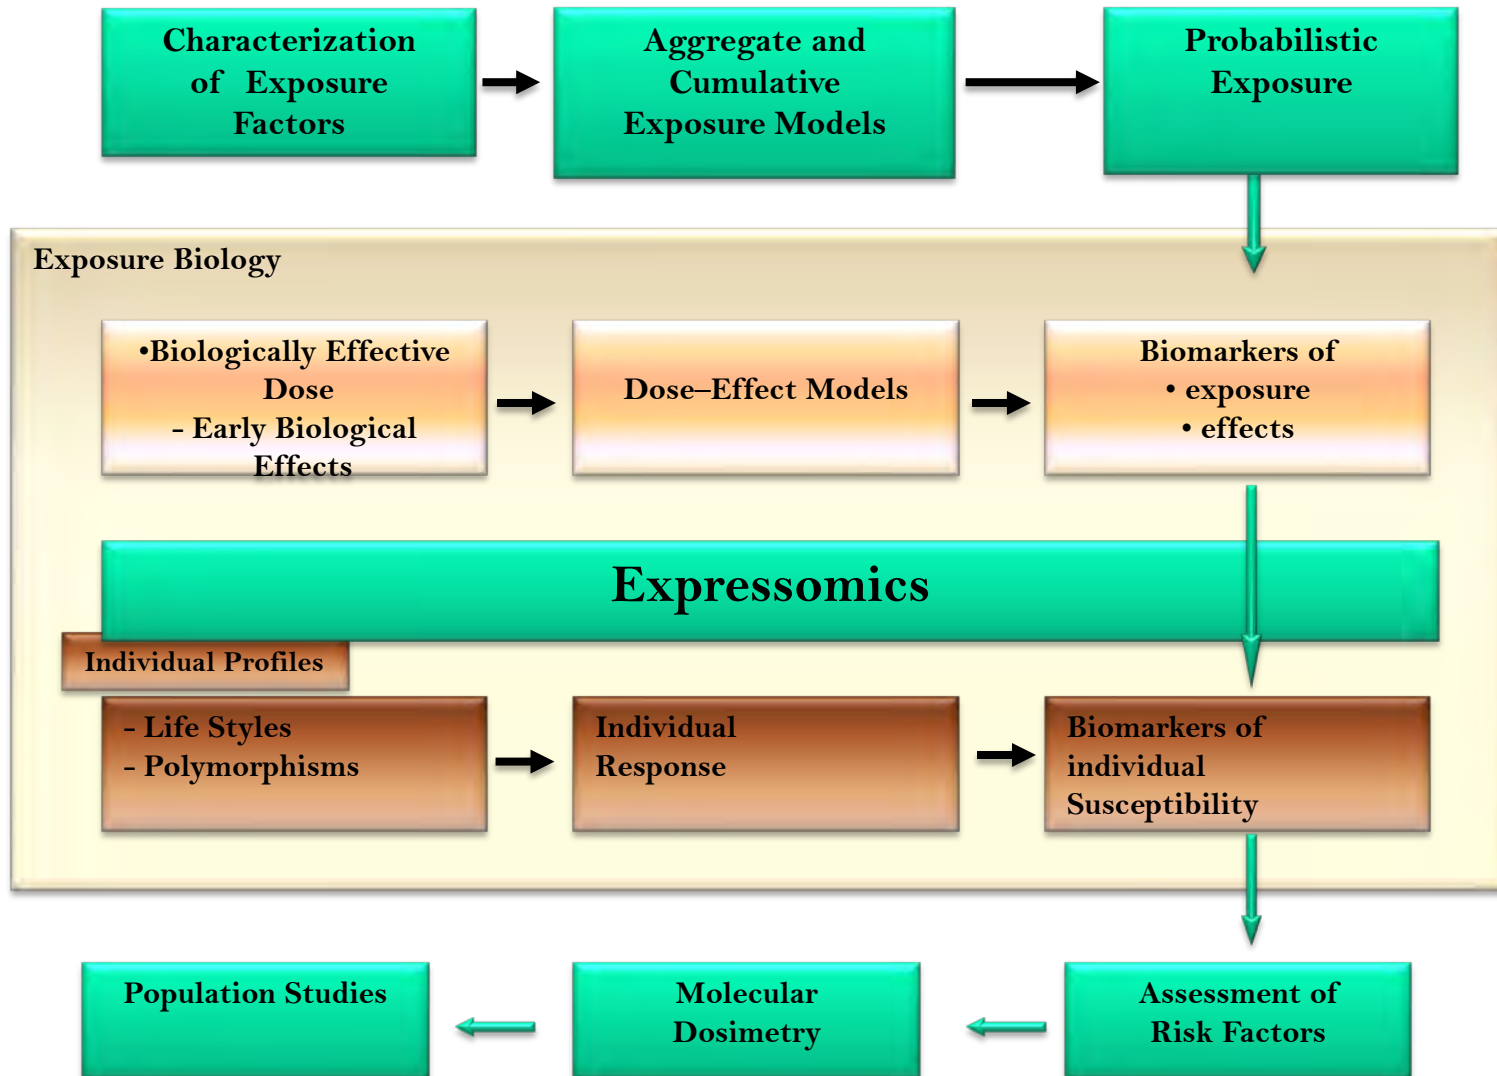 Characterization
of Exposure
Factors
Aggregate and
Cumulative
Exposure Models
Probabilistic
Exposure
Exposure Biology
•Biologically Effective
Dose
- Early Biological
Effects
Dose–Effect Models
Biomarkers of
• exposure
• effects
Expressomics
Individual Profiles
- Life Styles
- Polymorphisms
Individual
Response
Biomarkers of
individual
Susceptibility
Population Studies
Molecular
Dosimetry
Assessment of
Risk Factors